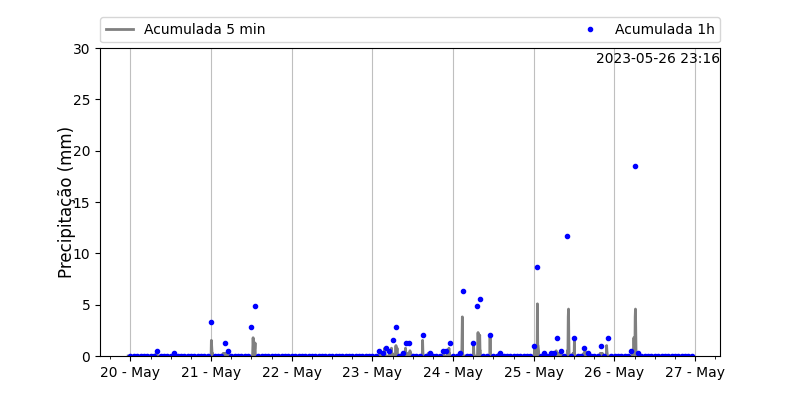 Acumulada 5 min
Acumulada 1h
2023-05-26 23:16
Precipitação (mm)
30
25
20
15
10
5
0
20 - May
21 - May
22 - May
23 - May
24 - May
25 - May
26 - May
27 - May